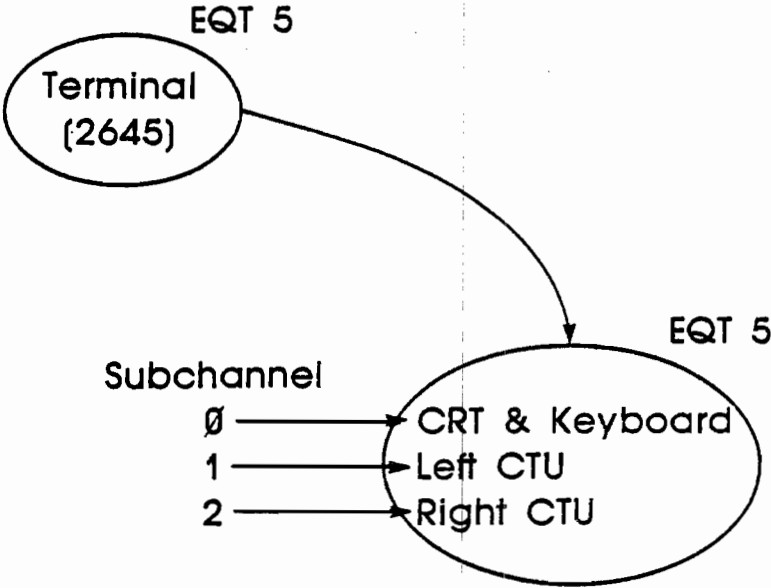 EQT 5
Terminal
(2645)
EQT 5
Subchannel
Ø CRT & Keyboard
1 Left CTU
2 Right CTU